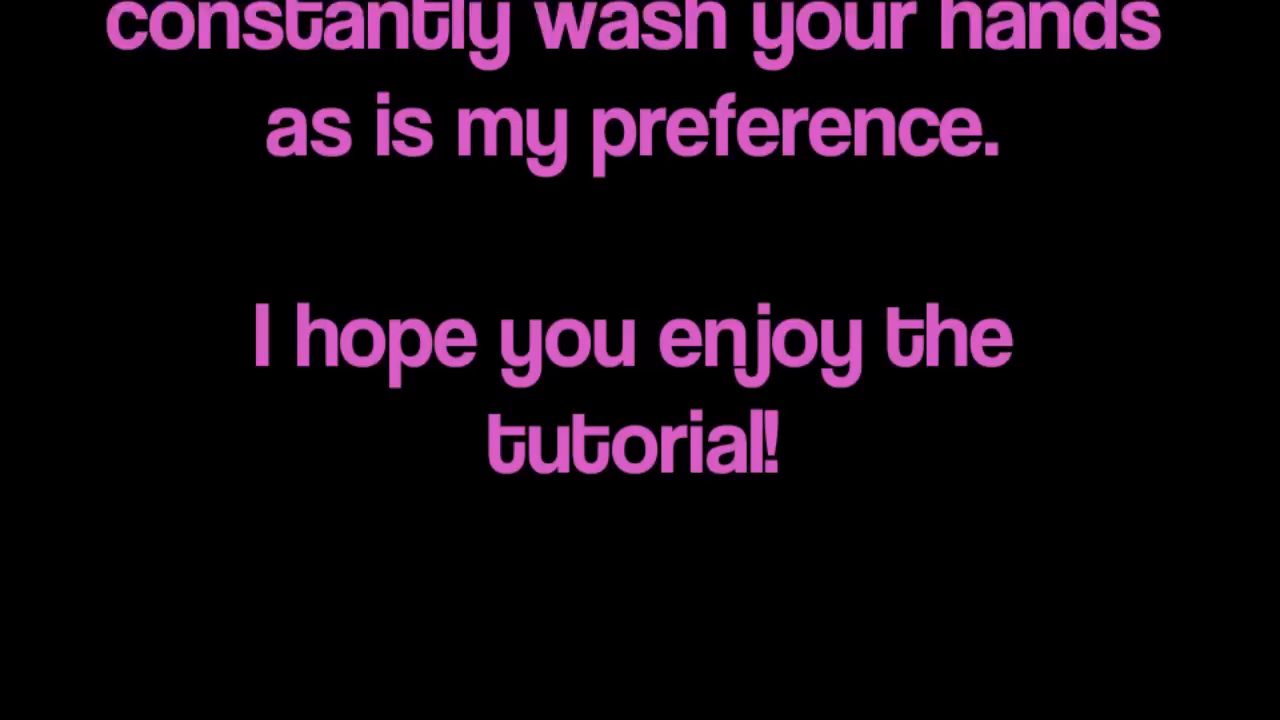 constantly wash your hands
as is my preference.
I hope you enjoy the
tutorial!